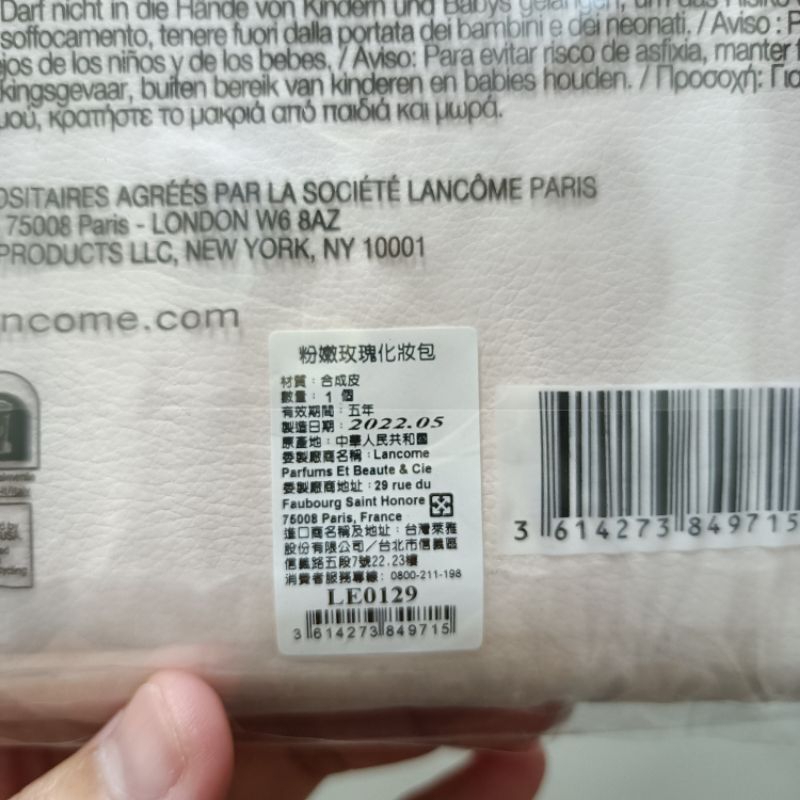 Darf nicht in die Hände von Kindern und Babys gelangen, um das Risiko
soffocamento, tenere fuori dalla portata dei bambini e dei neonati. / Aviso : P
jos de los niños y de los bebes. / Aviso: Para evitar risco de asfixia, manter f
kingsgevaar, buiten bereik van kinderen en babies houden. / Προσοχή: Για
μού, κρατήστε το μακριά από παιδιά και μωρά.
OSITAIRES AGRÉÉS PAR LA SOCIÉTÉ LANCÔME PARIS
75008 Paris - LONDON W6 8AZ
PRODUCTS LLC, NEW YORK, NY 10001
ncome.com
粉嫩玫瑰化妝包
材質：合成皮
數量：1 個
有效期間：五年
製造日期：2022.05
原產地：中華人民共和國
委製廠商名稱：Lancome
Parfums Et Beaute & Cie
委製廠商地址：29 rue du
Faubourg Saint Honore
75008 Paris, France
進口商名稱及地址：台灣萊雅
股份有限公司／台北市信義區
信義路五段7號22.23樓
消費者服務專線：0800-211-198
LE0129
3 614273 849715
3 614273 849715